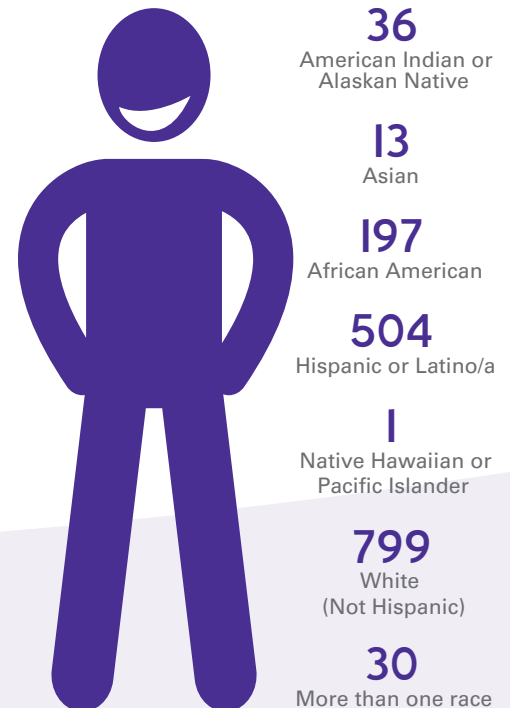 36
American Indian or
Alaskan Native
13
Asian
197
African American
504
Hispanic or Latino/a
1
Native Hawaiian or
Pacific Islander
799
White
(Not Hispanic)
30
More than one race